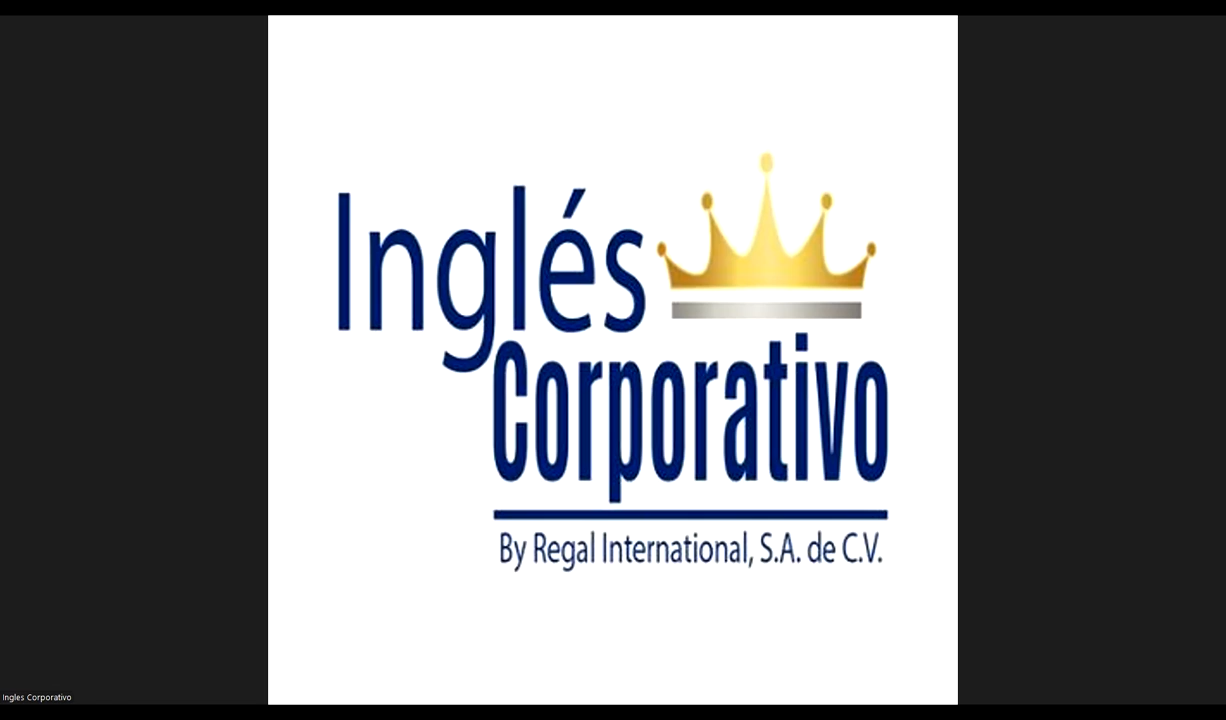 Inglés
Corporativo
By Regal International, S.A. de C.V.
Ingles Corporativo